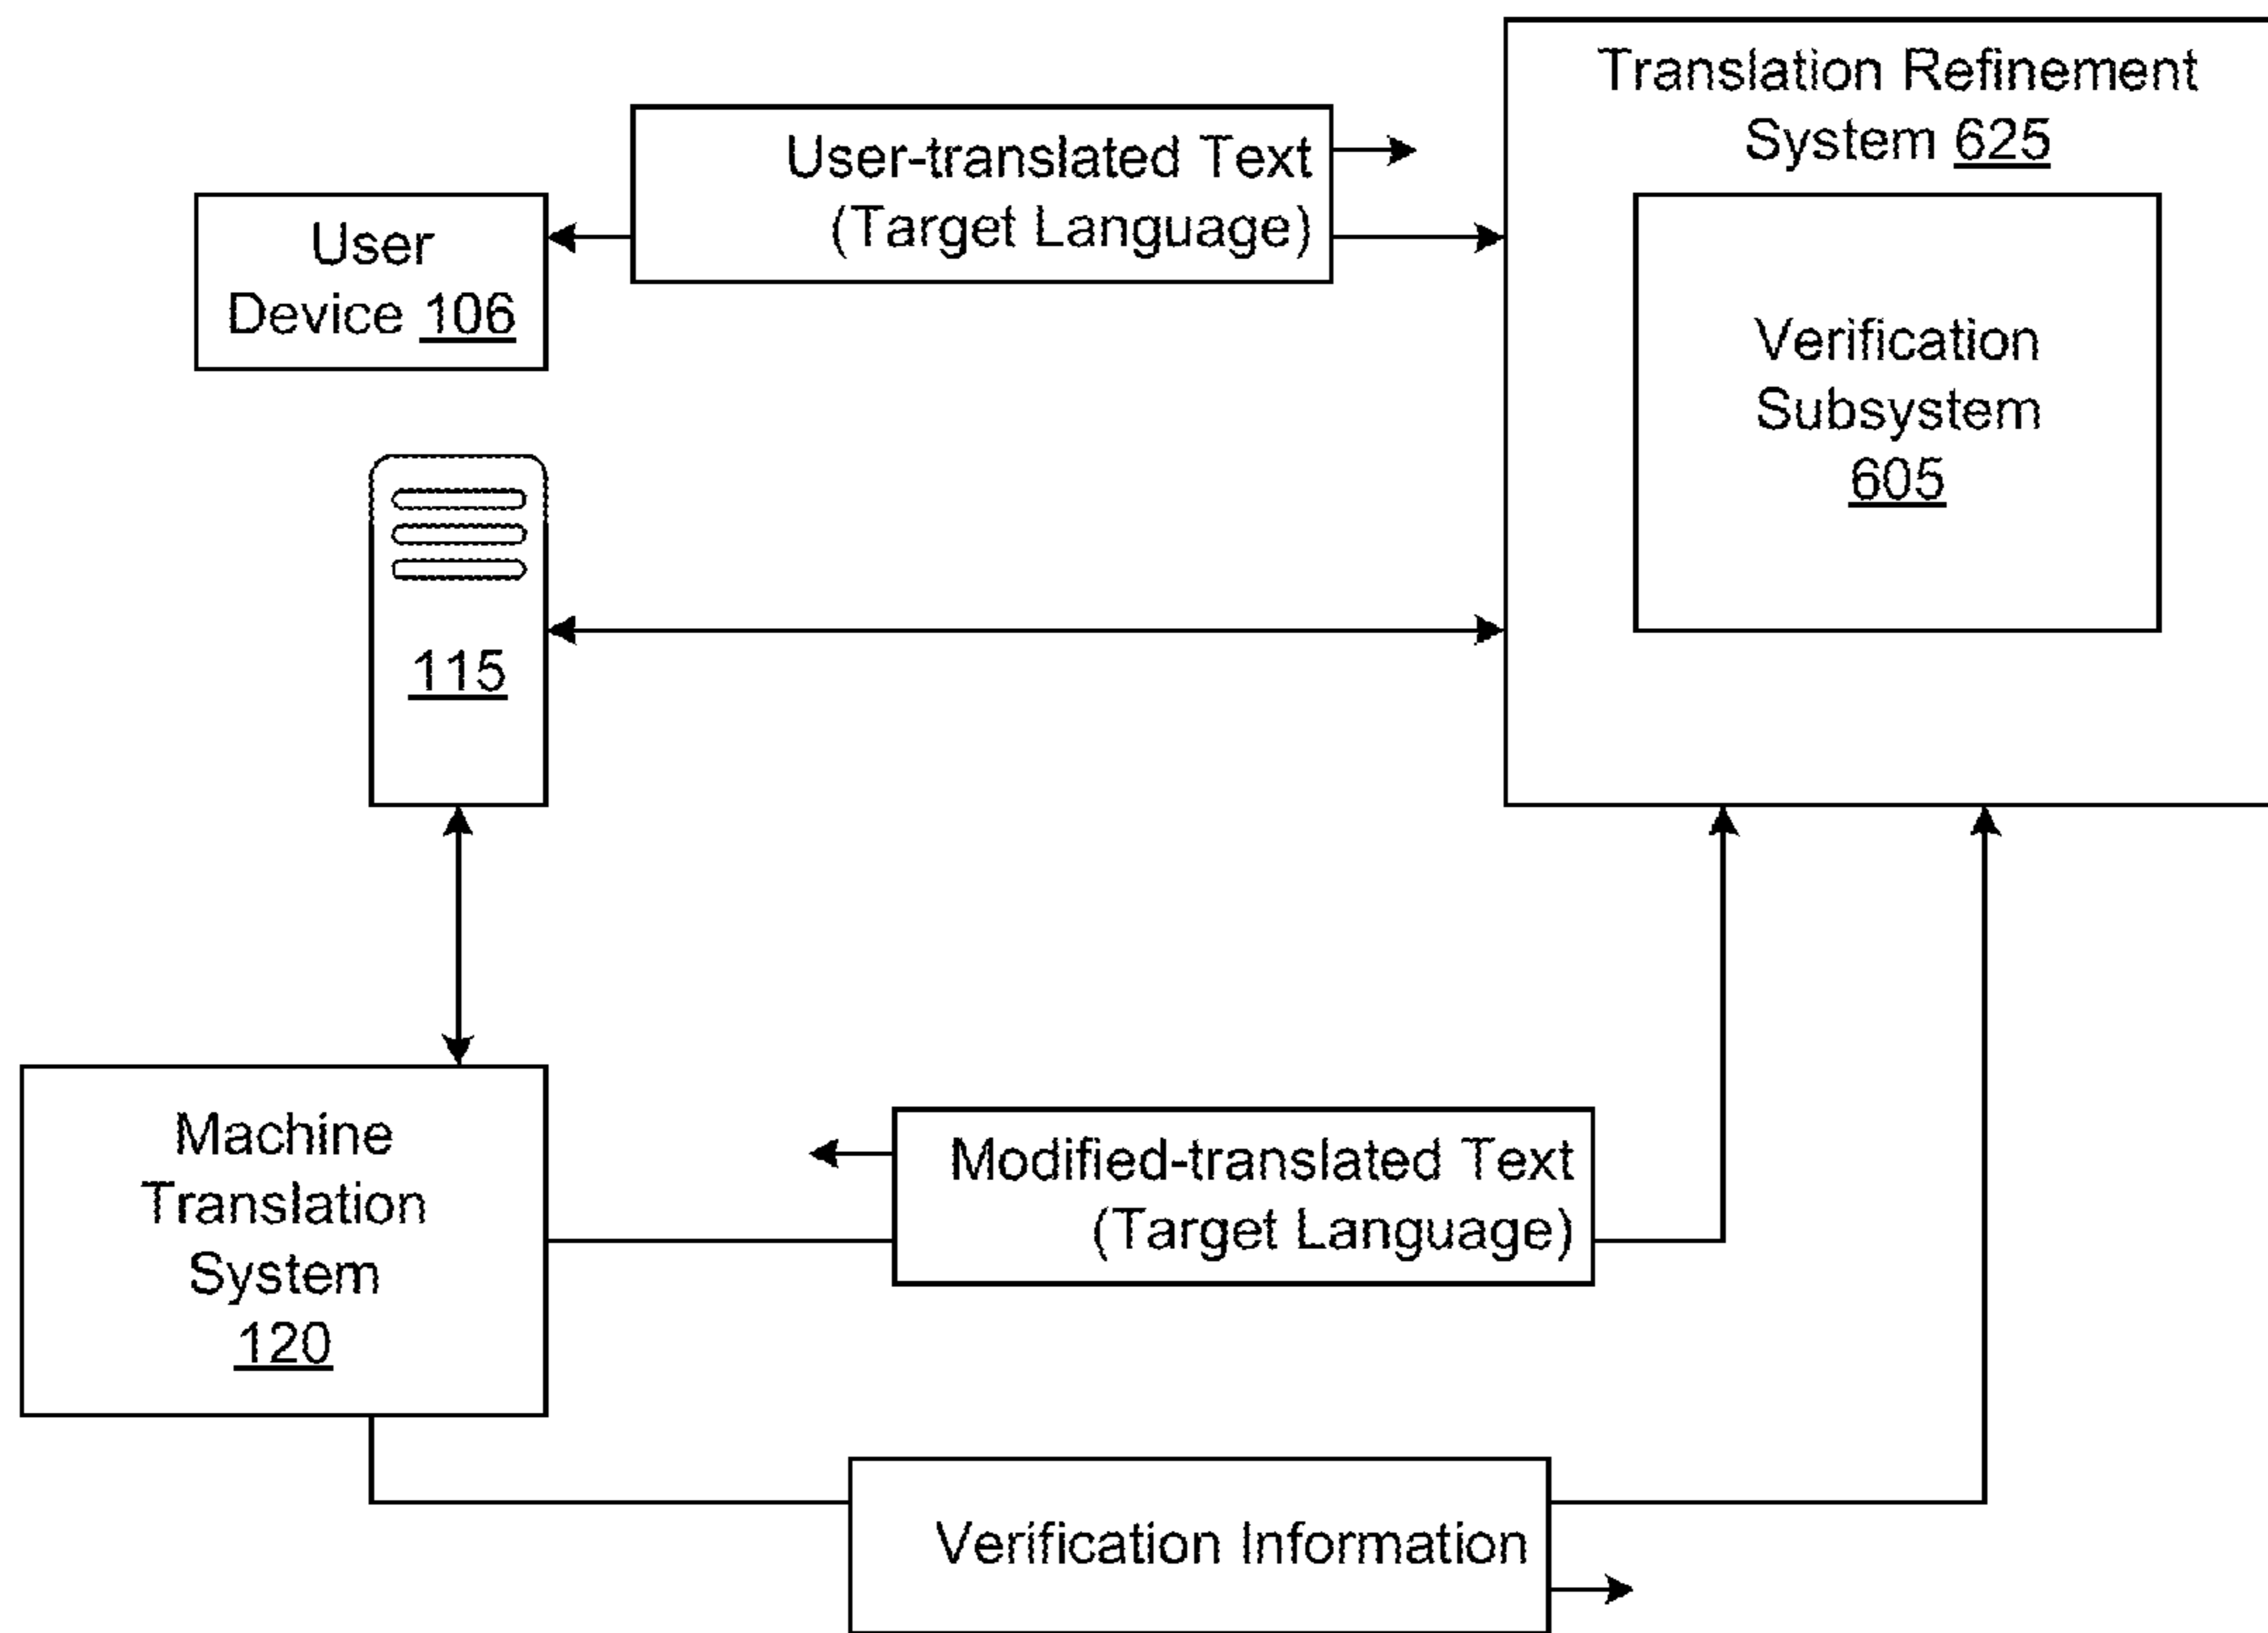 Translation Refinement
System 625
User-translated Text
(Target Language)
User
Device 106
Verification
Subsystem
605
115
Machine
Translation
System
120
Modified-translated Text
(Target Language)
Verification Information